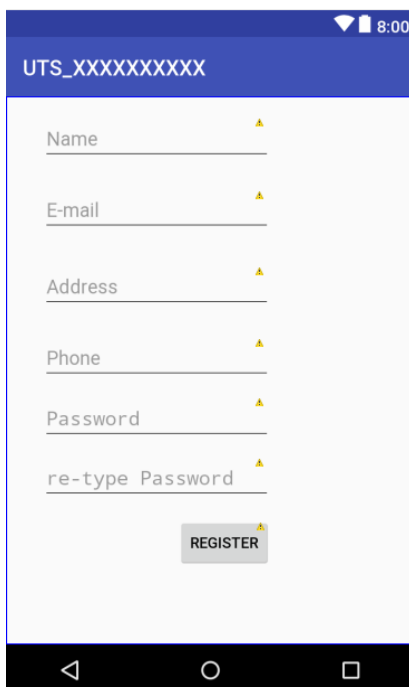 8:00
UTS_XXXXXXXXXX
Name
E-mail
Address
Phone
Password
re-type Password
REGISTER